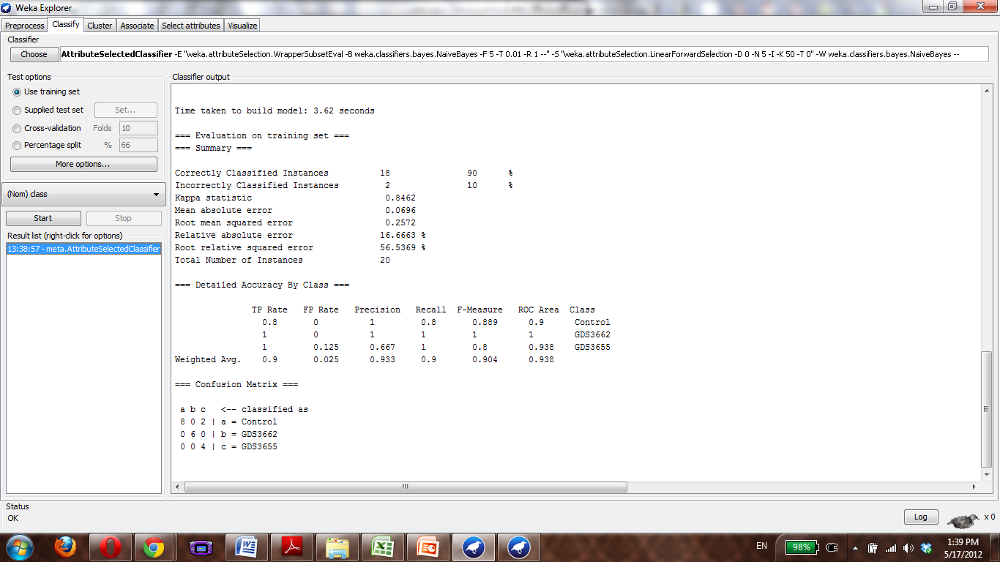 Weka Explorer
Preprocess Classify Cluster Associate Select attributes Visualize
Classifier
Choose AttributeSelectedClassifier -E "weka.attributeSelection.WrapperSubsetEval -B weka.classifiers.bayes.NaiveBayes -F 5 -T 0.01 -R 1 --" -S "weka.attributeSelection.LinearForwardSelection -D 0 -N 5 -I -K 50 -T 0" -W weka.classifiers.bayes.NaiveBayes --
Test options
Use training set
Supplied test set Set...
Cross-validation Folds 10
Percentage split % 66
More options...
(Nom) class
Start Stop
Result list (right-click for options)
13:38:57 - meta.AttributeSelectedClassifier
Classifier output
Time taken to build model: 3.62 seconds
=== Evaluation on training set ===
=== Summary ===
Correctly Classified Instances 18 90 %
Incorrectly Classified Instances 2 10 %
Kappa statistic 0.8462
Mean absolute error 0.0696
Root mean squared error 0.2572
Relative absolute error 16.6663 %
Root relative squared error 56.5369 %
Total Number of Instances 20
=== Detailed Accuracy By Class ===
TP Rate FP Rate Precision Recall F-Measure ROC Area Class
0.8 0 1 0.8 0.889 0.9 Control
1 0 1 1 1 1 GDS3662
1 0.125 0.667 1 0.8 0.938 GDS3655
Weighted Avg. 0.9 0.025 0.933 0.9 0.904 0.938
=== Confusion Matrix ===
a b c <-- classified as
8 0 2 | a = Control
0 6 0 | b = GDS3662
0 0 4 | c = GDS3655
Status
OK
Log x 0
EN 98% 1:39 PM
5/17/2012